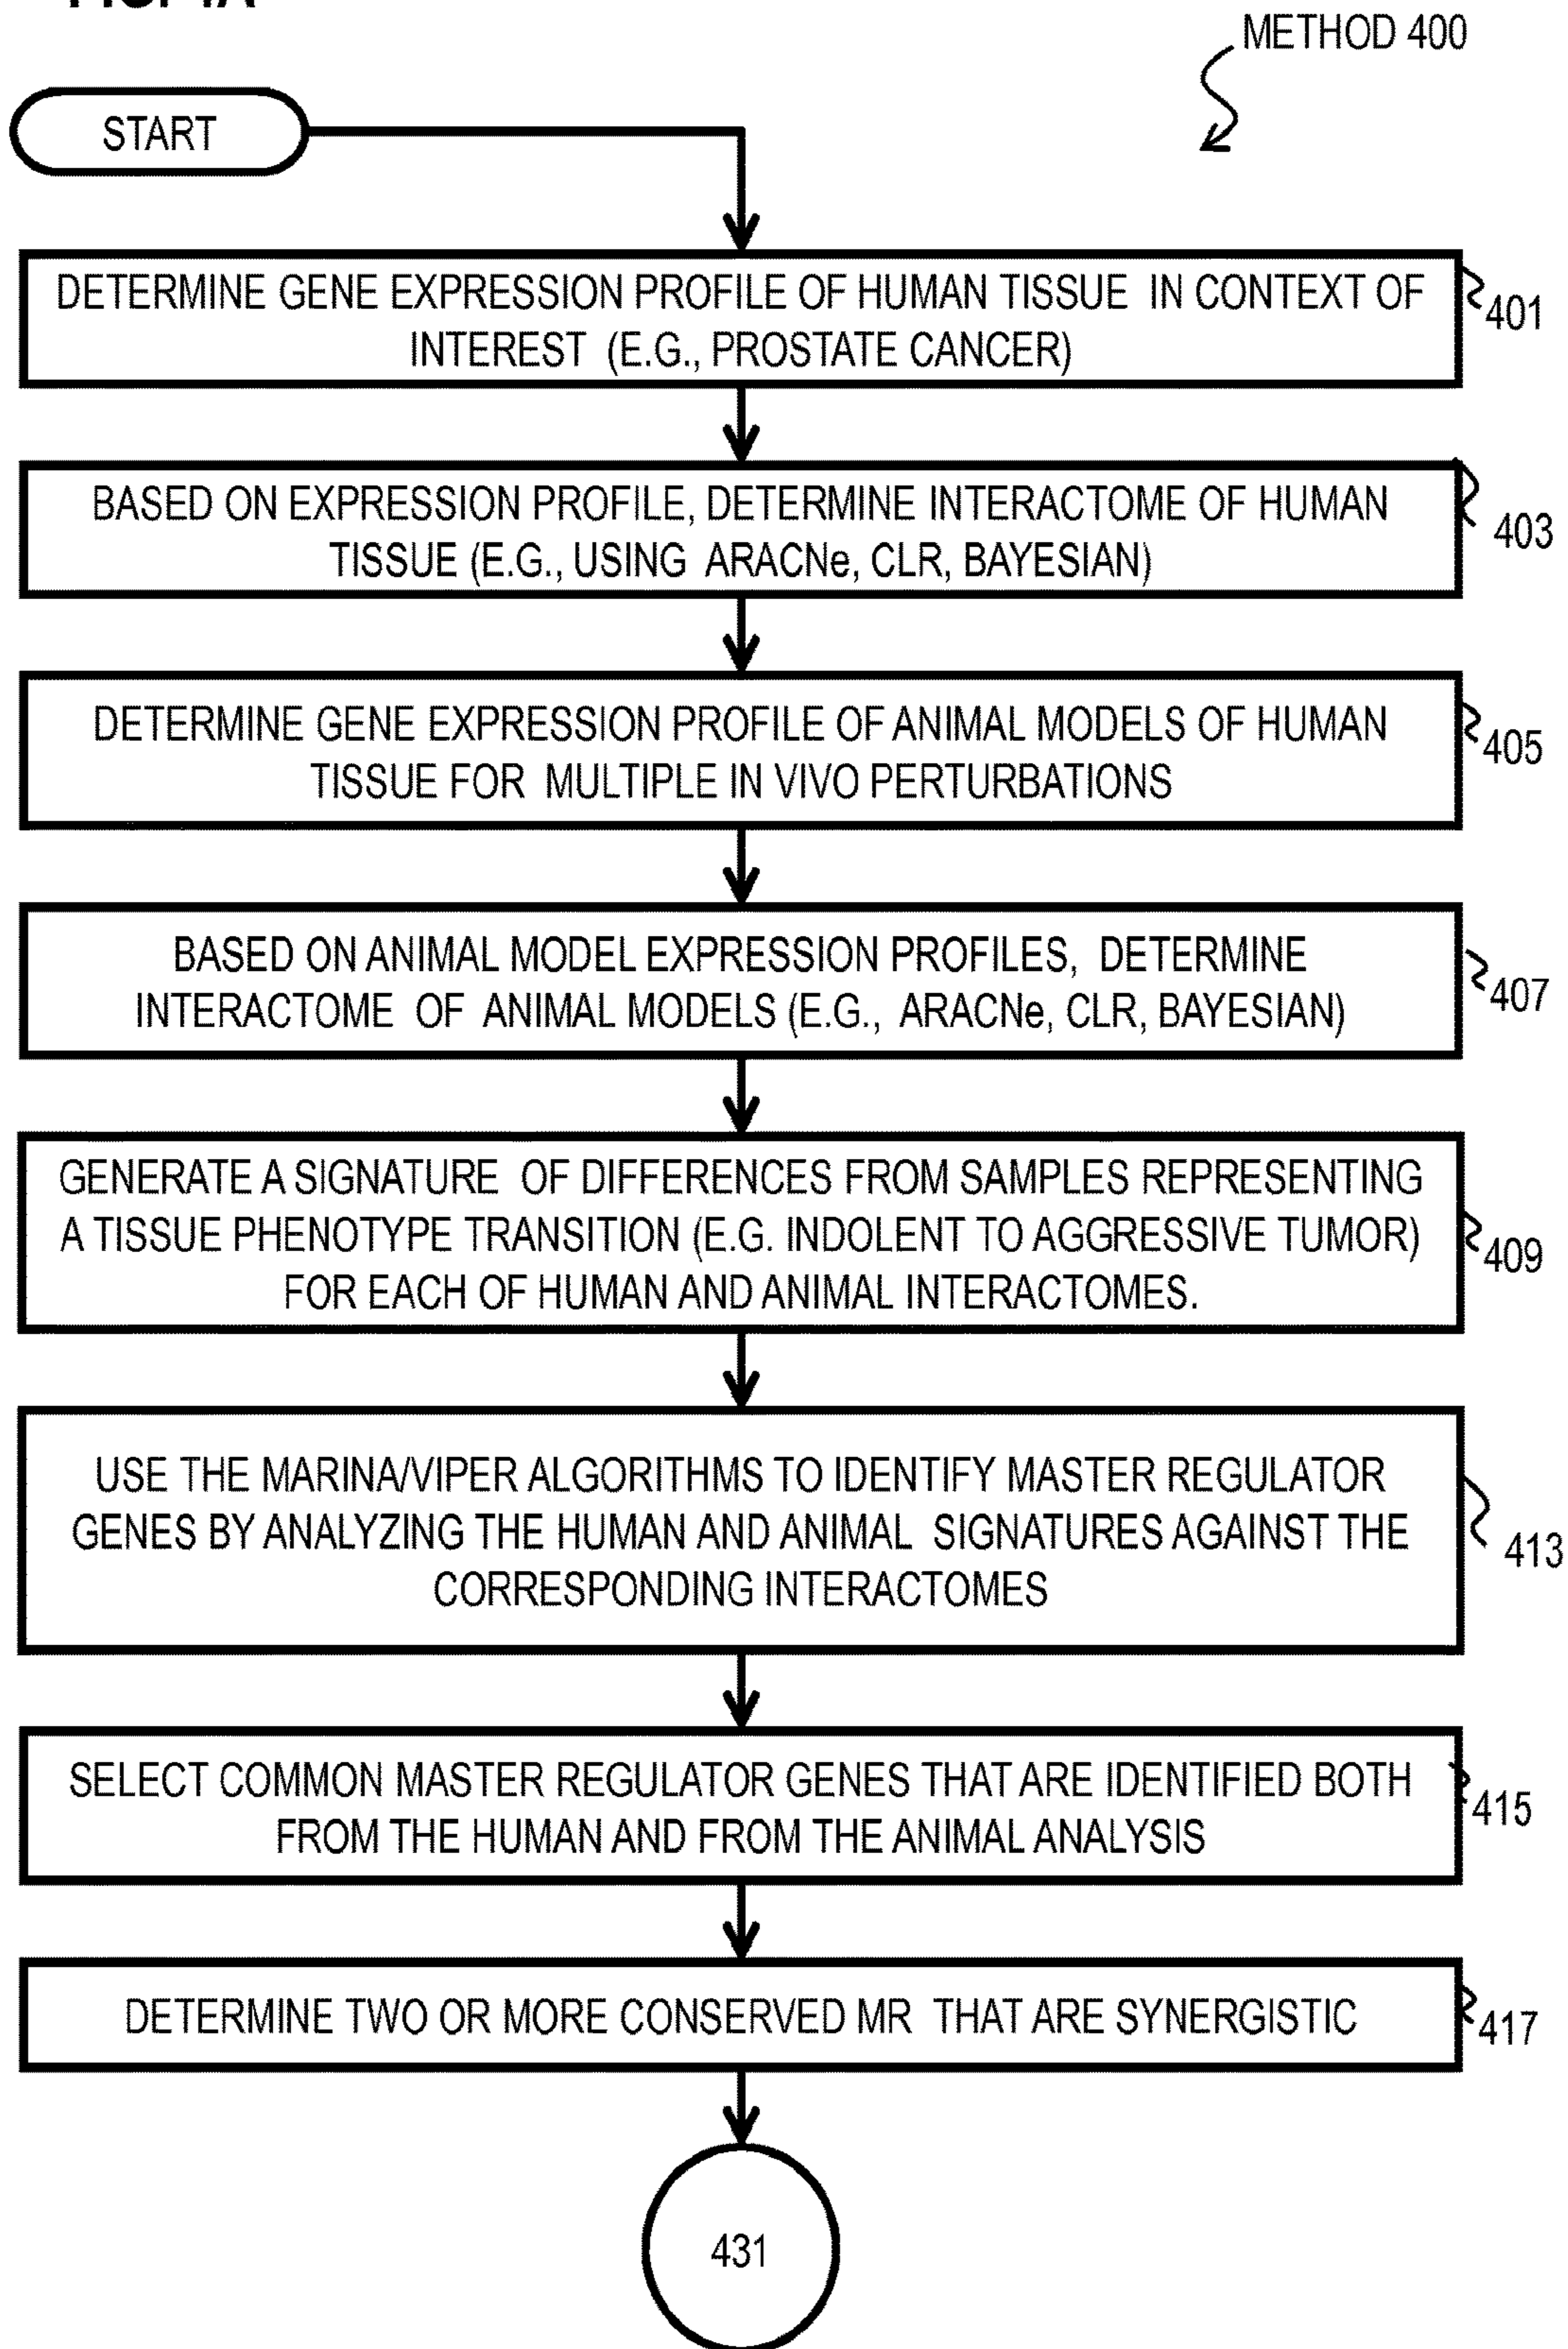 METHOD 400
START
DETERMINE GENE EXPRESSION PROFILE OF HUMAN TISSUE IN CONTEXT OF
INTEREST (E.G., PROSTATE CANCER)
401
BASED ON EXPRESSION PROFILE, DETERMINE INTERACTOME OF HUMAN
TISSUE (E.G., USING ARACNe, CLR, BAYESIAN)
403
DETERMINE GENE EXPRESSION PROFILE OF ANIMAL MODELS OF HUMAN
TISSUE FOR MULTIPLE IN VIVO PERTURBATIONS
405
BASED ON ANIMAL MODEL EXPRESSION PROFILES, DETERMINE
INTERACTOME OF ANIMAL MODELS (E.G., ARACNe, CLR, BAYESIAN)
407
GENERATE A SIGNATURE OF DIFFERENCES FROM SAMPLES REPRESENTING
A TISSUE PHENOTYPE TRANSITION (E.G. INDOLENT TO AGGRESSIVE TUMOR)
FOR EACH OF HUMAN AND ANIMAL INTERACTOMES.
409
USE THE MARINA/VIPER ALGORITHMS TO IDENTIFY MASTER REGULATOR
GENES BY ANALYZING THE HUMAN AND ANIMAL SIGNATURES AGAINST THE
CORRESPONDING INTERACTOMES
413
SELECT COMMON MASTER REGULATOR GENES THAT ARE IDENTIFIED BOTH
FROM THE HUMAN AND FROM THE ANIMAL ANALYSIS
415
DETERMINE TWO OR MORE CONSERVED MR THAT ARE SYNERGISTIC
417
431